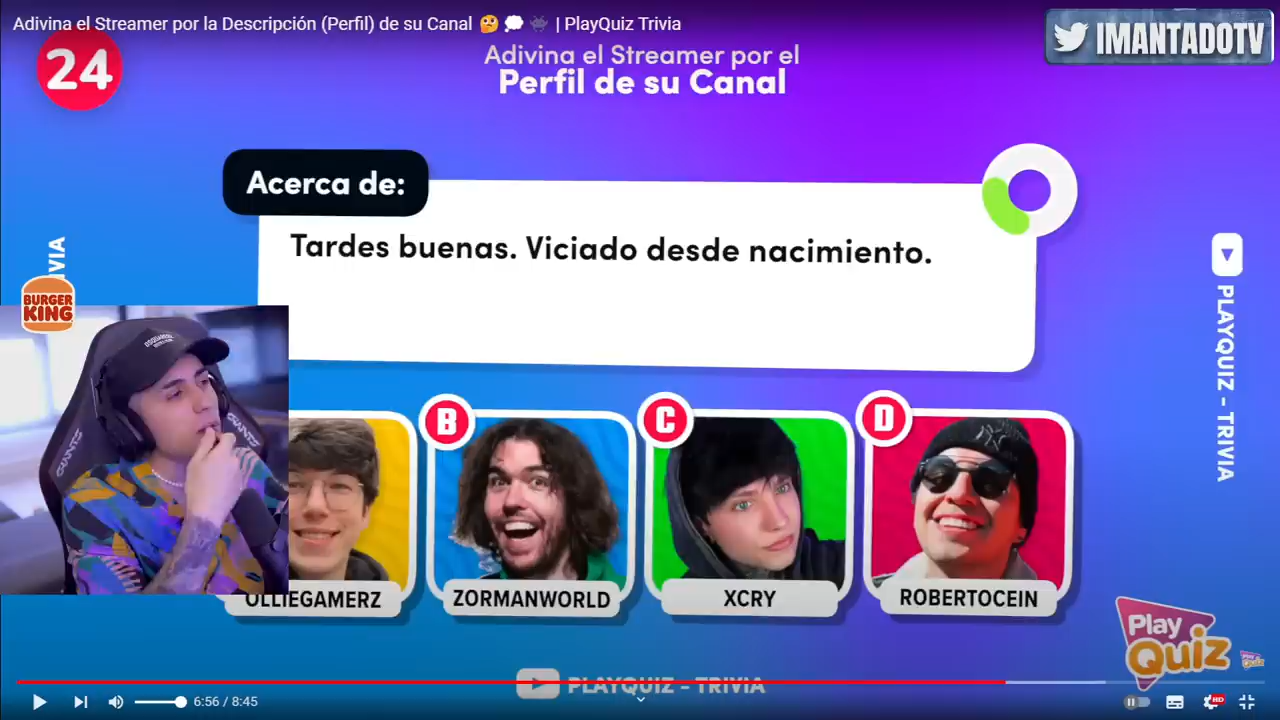 Adivina el Streamer por la Descripción (Perfil) de su Canal 🤔 💭 👾 | PlayQuiz Trivia
IMANTADOTV
24
Adivina el Streamer por el
Perfil de su Canal
Acerca de:
Tardes buenas. Viciado desde nacimiento.
VIA
BURGER
KING
PLAYQUIZ - TRIVIA
B
C
D
OLLIEGAMERZ
ZORMANWORLD
XCRY
ROBERTOCEIN
Play
Quiz
PLAYQUIZ - TRIVIA
6:56 / 8:45
HD